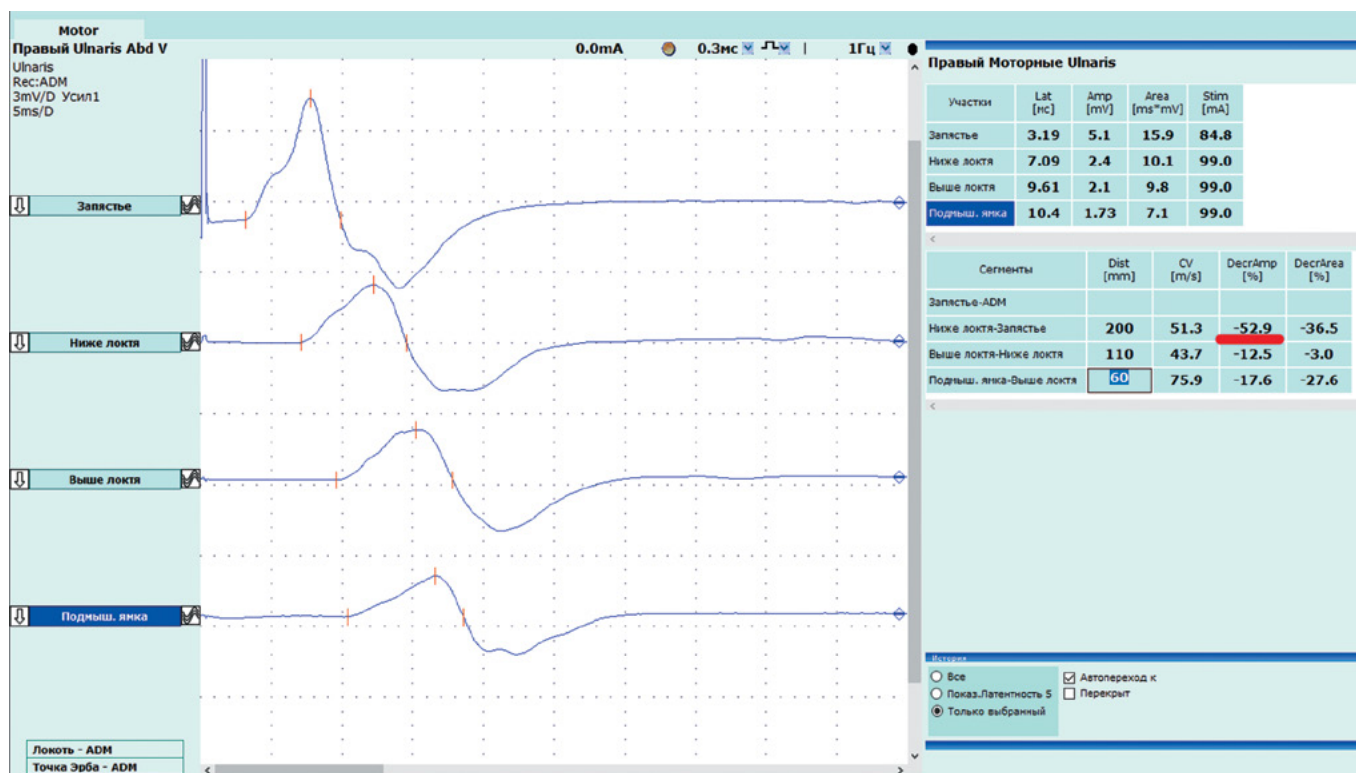 Motor
Правый Ulnaris Abd V
0.0mA 0.3мс 1Гц
Ulnaris
Rec:ADM
3mV/D Усил1
5ms/D
Запястье
Ниже локтя
Выше локтя
Подмыш. ямка
Локоть - ADM
Точка Эрба - ADM
Правый Моторные Ulnaris
Участки Lat [мс] Amp [mV] Area [ms*mV] Stim [mA]
Запястье 3.19 5.1 15.9 84.8
Ниже локтя 7.09 2.4 10.1 99.0
Выше локтя 9.61 2.1 9.8 99.0
Подмыш. ямка 10.4 1.73 7.1 99.0
Сегменты Dist [mm] CV [m/s] DecrAmp [%] DecrArea [%]
Запястье-ADM
Ниже локтя-Запястье 200 51.3 -52.9 -36.5
Выше локтя-Ниже локтя 110 43.7 -12.5 -3.0
Подмыш. ямка-Выше локтя 60 75.9 -17.6 -27.6
История
Все
Показ.Латентность S
Только выбранный
Автопереход к
Перекрыт